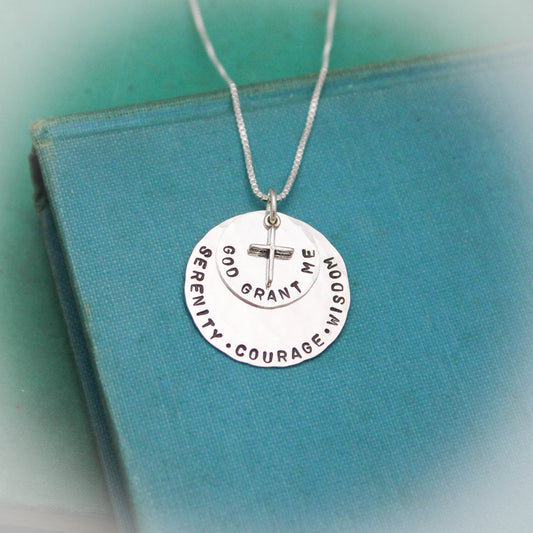 GOD GRANT ME
SERENITY • COURAGE • WISDOM